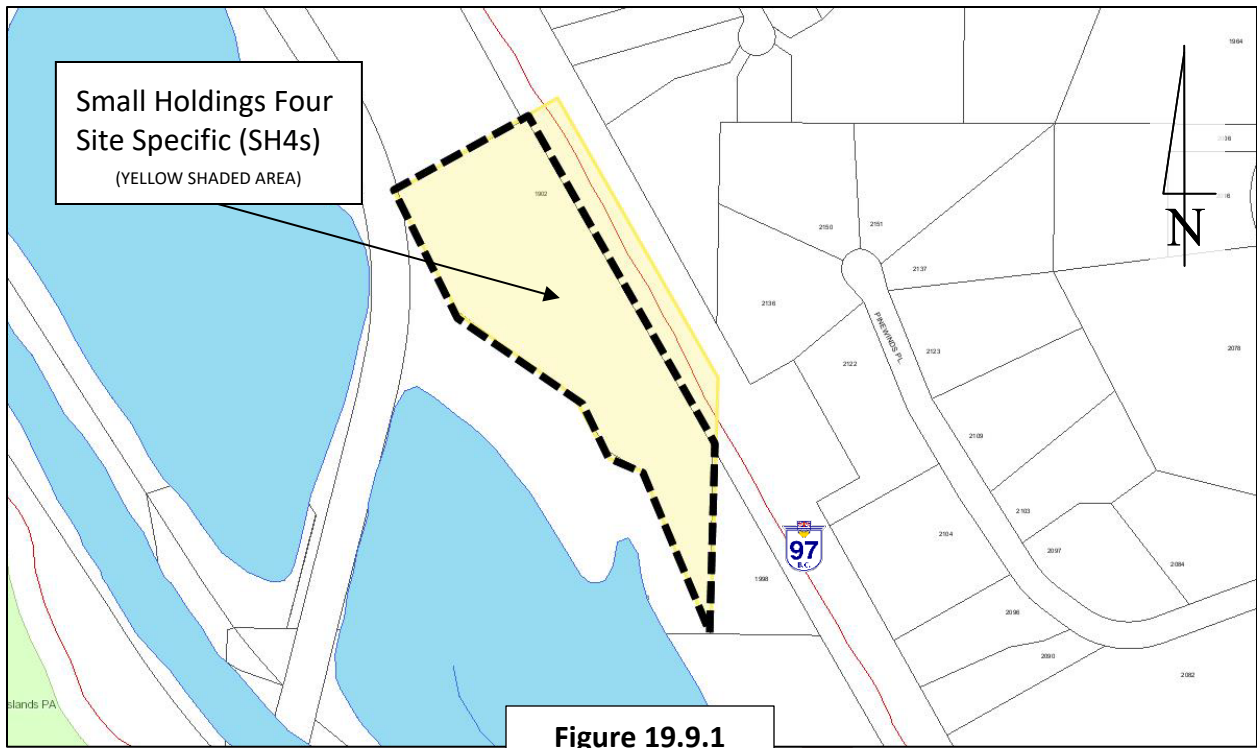 1964
Small Holdings Four
Site Specific (SH4s)
(YELLOW SHADED AREA)
N
1902
2150
2151
2137
2136
PINEWINDS PL.
2122
2123
2078
2109
2103
2104
2097
2084
97
B.C.
1998
2096
2090
2082
slands PA
Figure 19.9.1